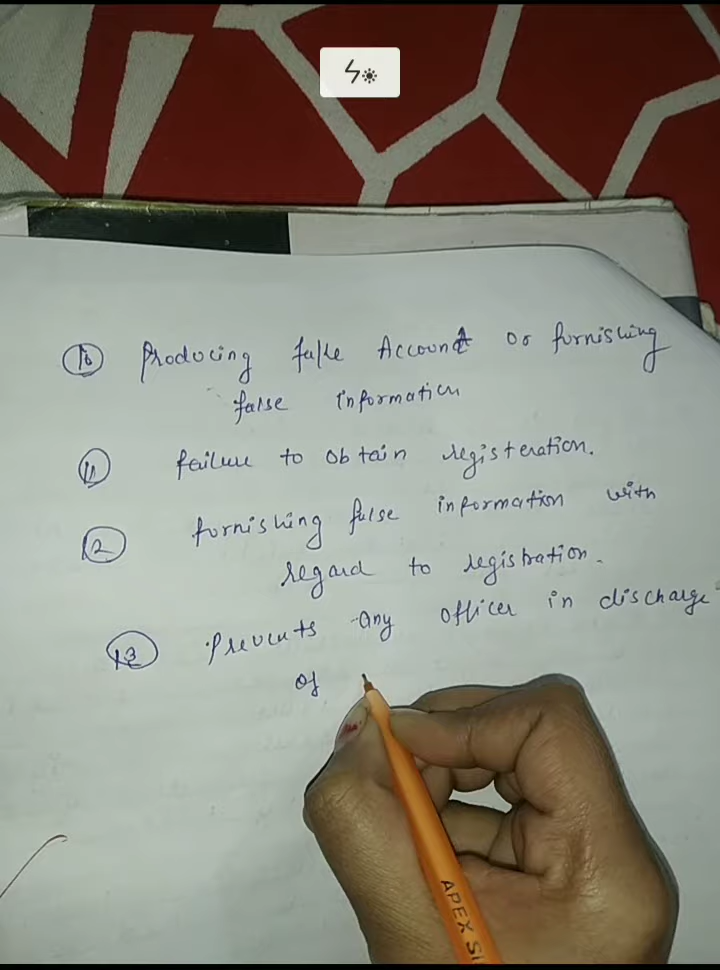 10 Producing fake Account or furnishing
false information
11 failure to obtain registeration.
12 furnishing false information with
regard to registration.
13 Prevents any officer in discharge
of
APEX SI